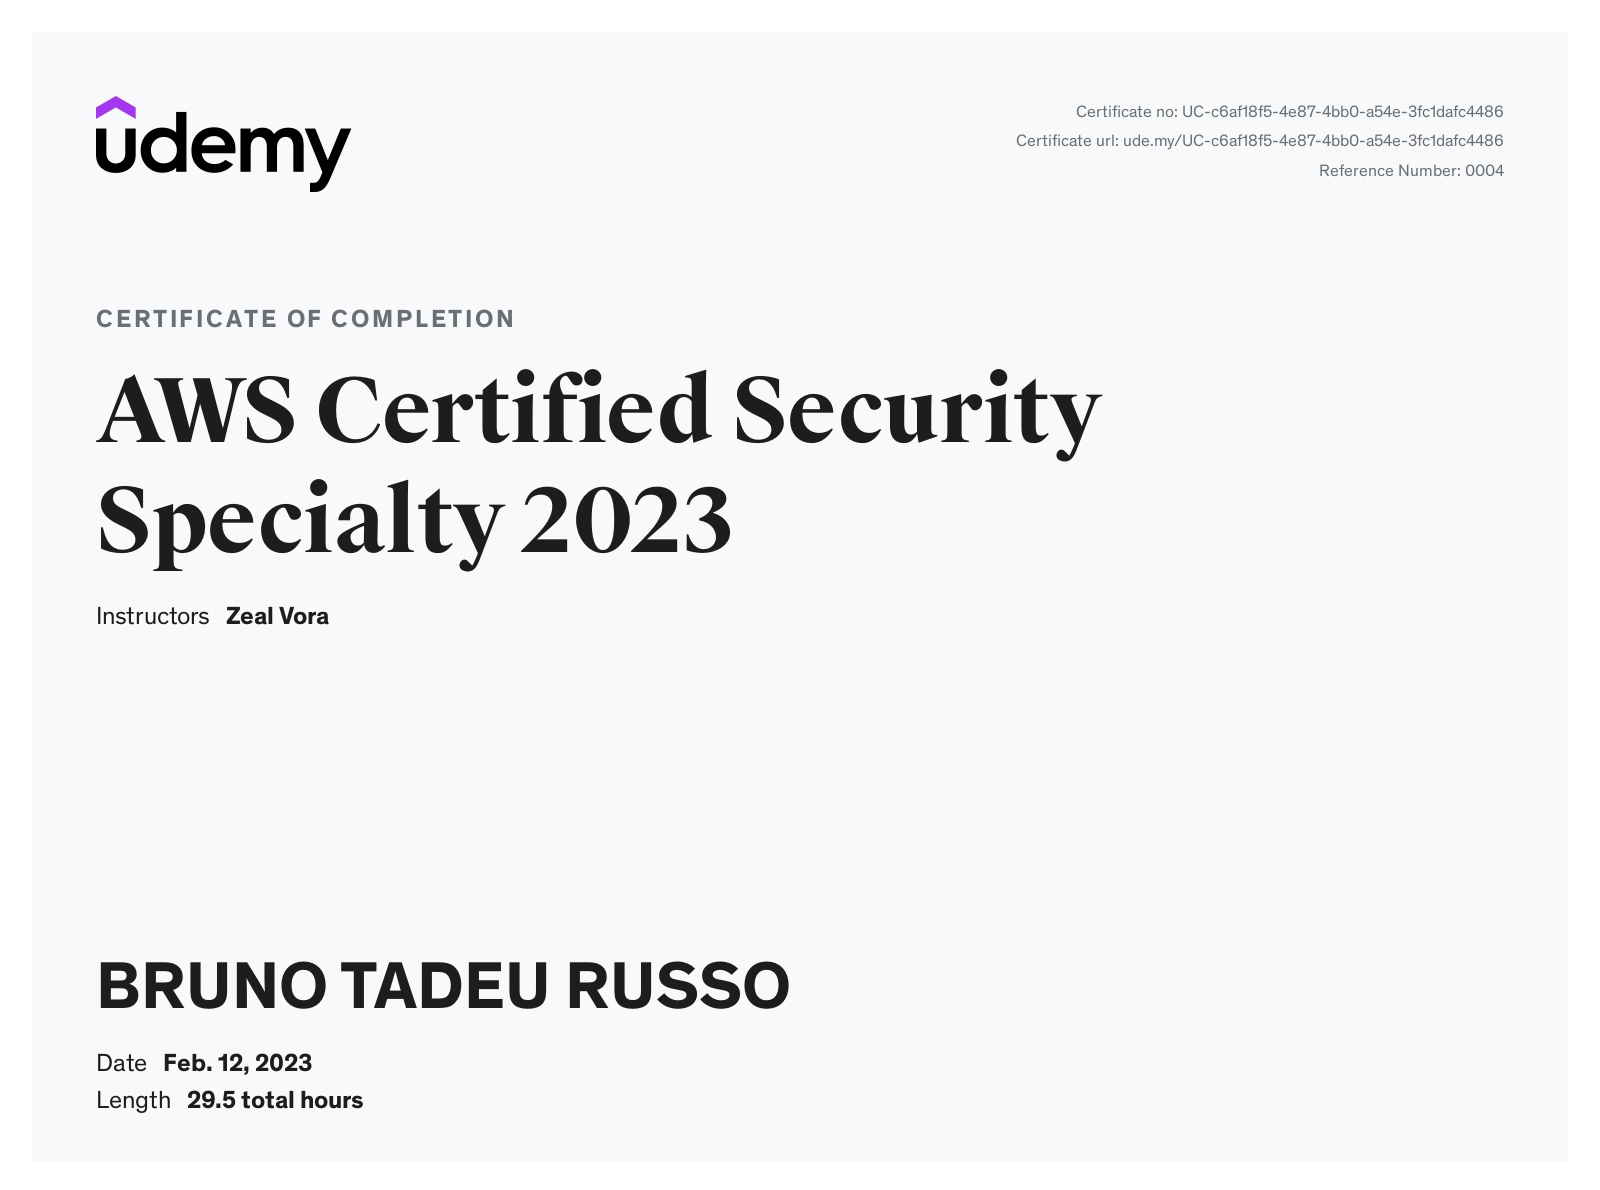 udemy
Certificate no: UC-c6af18f5-4e87-4bb0-a54e-3fc1dafc4486
Certificate url: ude.my/UC-c6af18f5-4e87-4bb0-a54e-3fc1dafc4486
Reference Number: 0004
CERTIFICATE OF COMPLETION
AWS Certified Security
Specialty 2023
Instructors Zeal Vora
BRUNO TADEU RUSSO
Date Feb. 12, 2023
Length 29.5 total hours